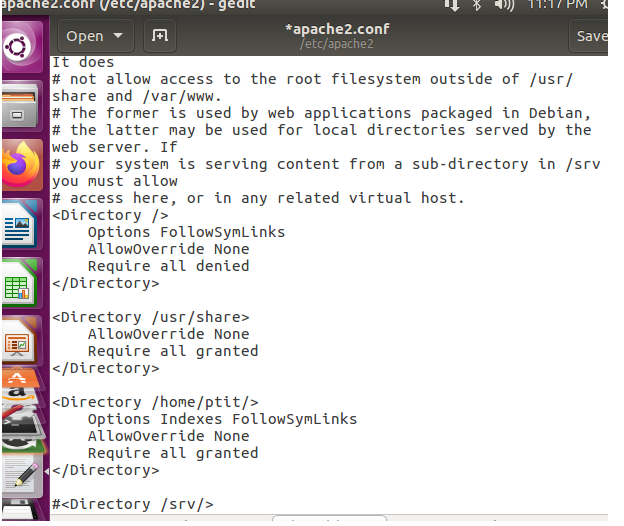 apache2.conf (/etc/apache2) - gedit
11:17 PM
Open
*apache2.conf
/etc/apache2
Save
It does
# not allow access to the root filesystem outside of /usr/
share and /var/www.
# The former is used by web applications packaged in Debian,
# the latter may be used for local directories served by the
web server. If
# your system is serving content from a sub-directory in /srv
you must allow
# access here, or in any related virtual host.
<Directory />
    Options FollowSymLinks
    AllowOverride None
    Require all denied
</Directory>

<Directory /usr/share>
    AllowOverride None
    Require all granted
</Directory>

<Directory /home/ptit/>
    Options Indexes FollowSymLinks
    AllowOverride None
    Require all granted
</Directory>

#<Directory /srv/>